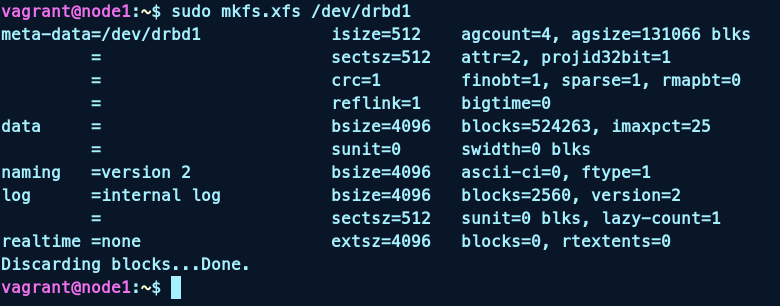 vagrant@node1:~$ sudo mkfs.xfs /dev/drbd1
meta-data=/dev/drbd1             isize=512    agcount=4, agsize=131066 blks
         =                       sectsz=512   attr=2, projid32bit=1
         =                       crc=1        finobt=1, sparse=1, rmapbt=0
         =                       reflink=1    bigtime=0
data     =                       bsize=4096   blocks=524263, imaxpct=25
         =                       sunit=0      swidth=0 blks
naming   =version 2              bsize=4096   ascii-ci=0, ftype=1
log      =internal log           bsize=4096   blocks=2560, version=2
         =                       sectsz=512   sunit=0 blks, lazy-count=1
realtime =none                   extsz=4096   blocks=0, rtextents=0
Discarding blocks...Done.
vagrant@node1:~$